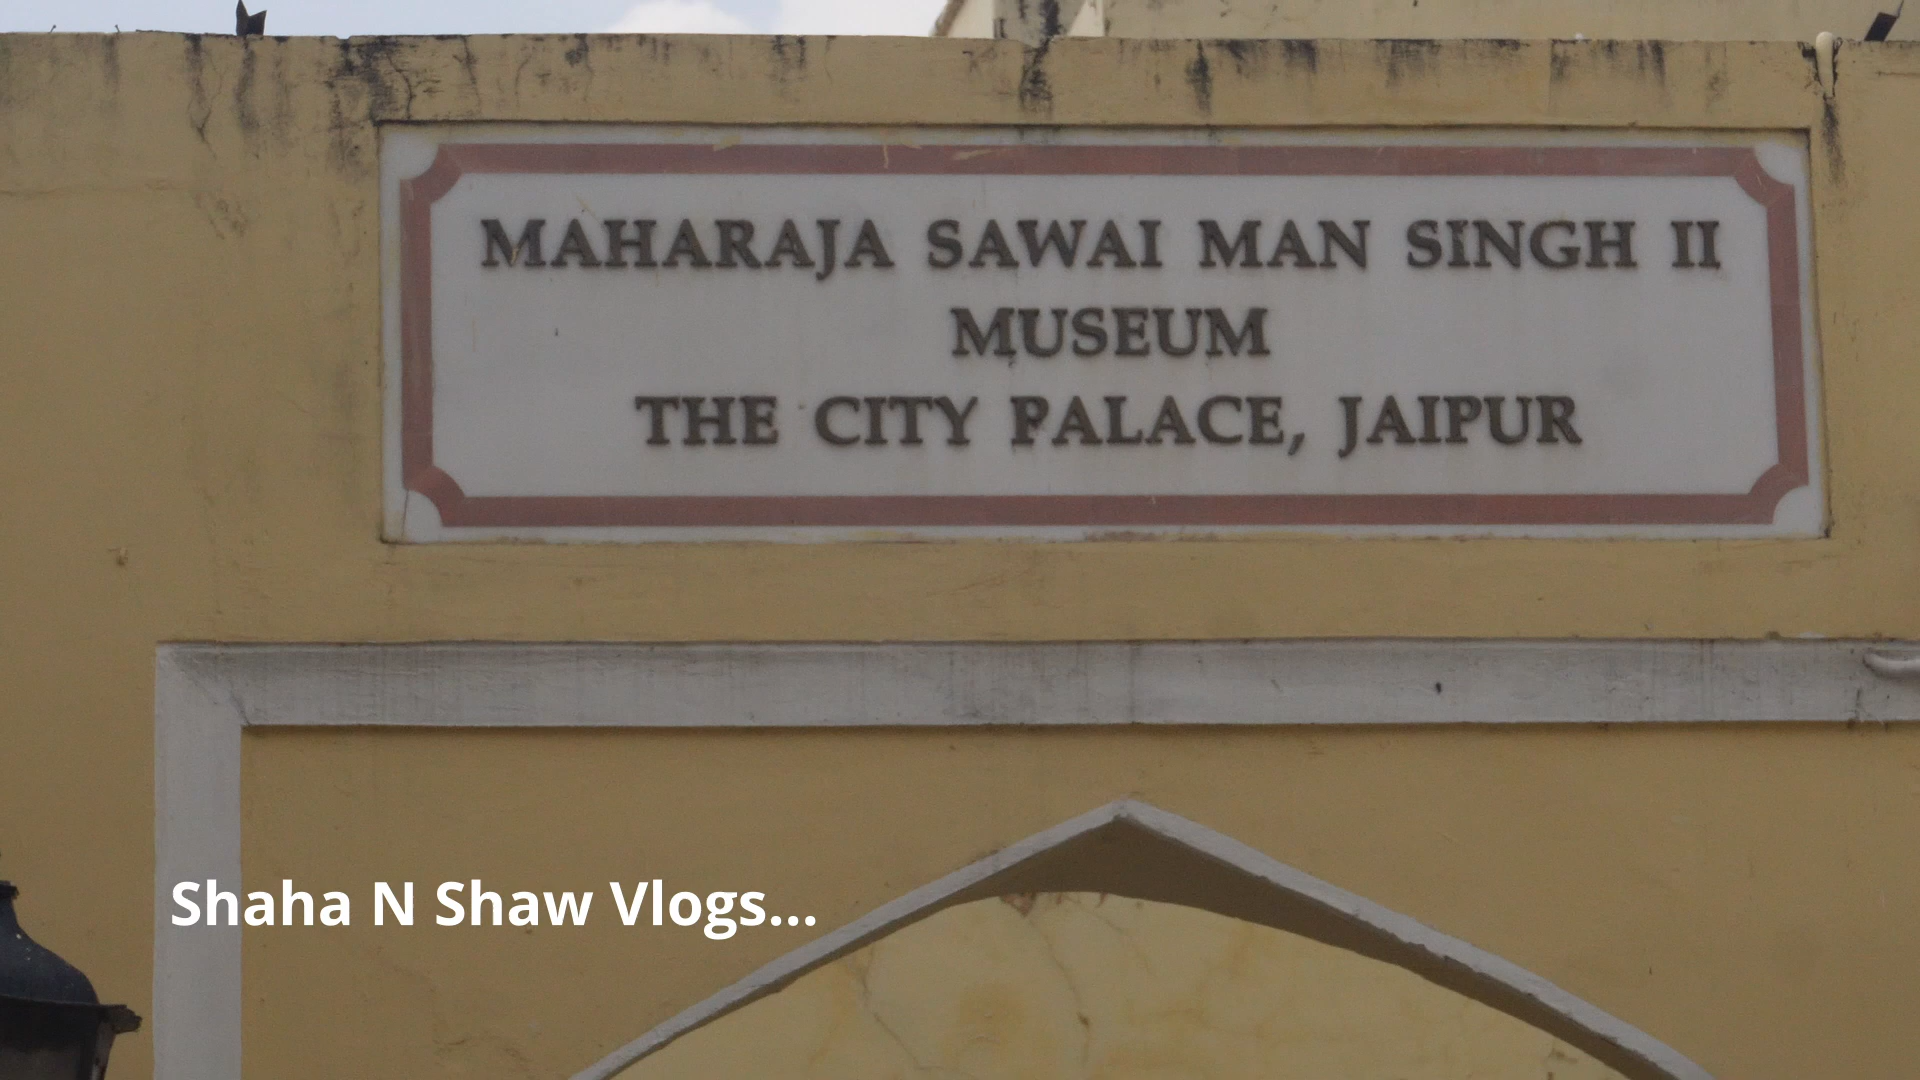 MAHARAJA SAWAI MAN SINGH II
MUSEUM
THE CITY PALACE, JAIPUR
Shaha N Shaw Vlogs...